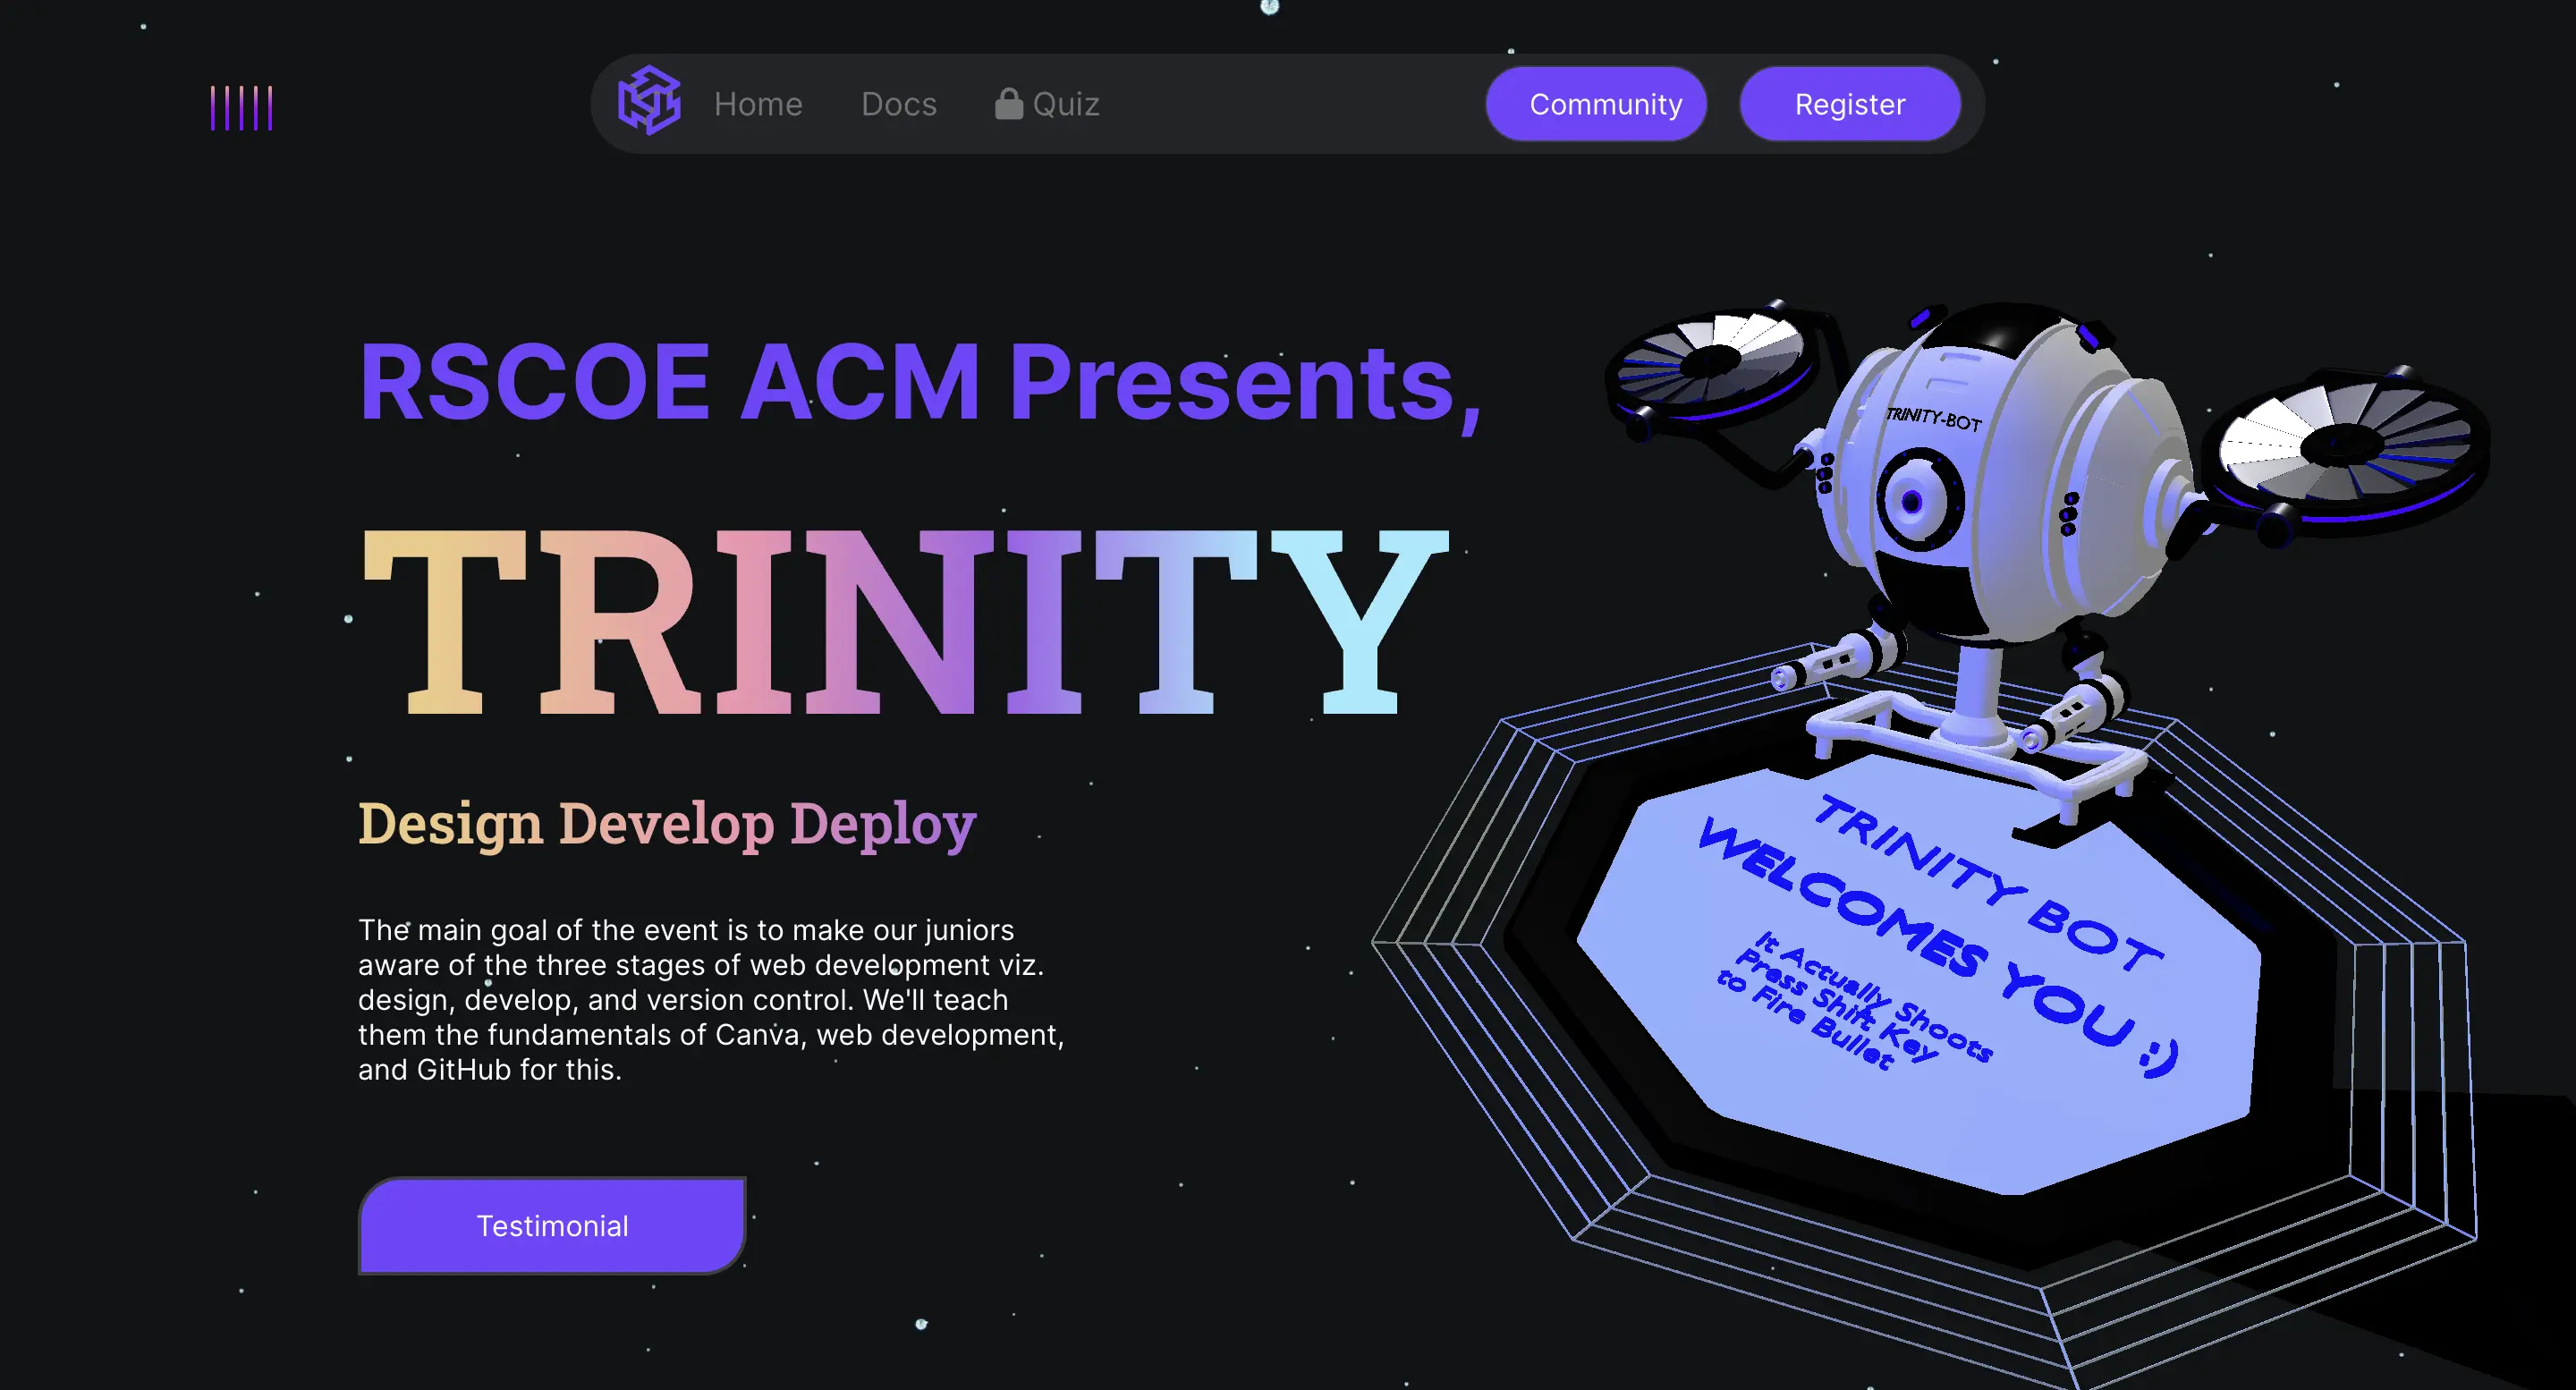 Home Docs Quiz Community Register
RSCOE ACM Presents,
TRINITY
Design Develop Deploy
The main goal of the event is to make our juniors
aware of the three stages of web development viz.
design, develop, and version control. We'll teach
them the fundamentals of Canva, web development,
and GitHub for this.
Testimonial
TRINITY-BOT
TRINITY BOT
WELCOMES YOU :)
It Actually Shoots
Press Shift Key
to Fire Bullet